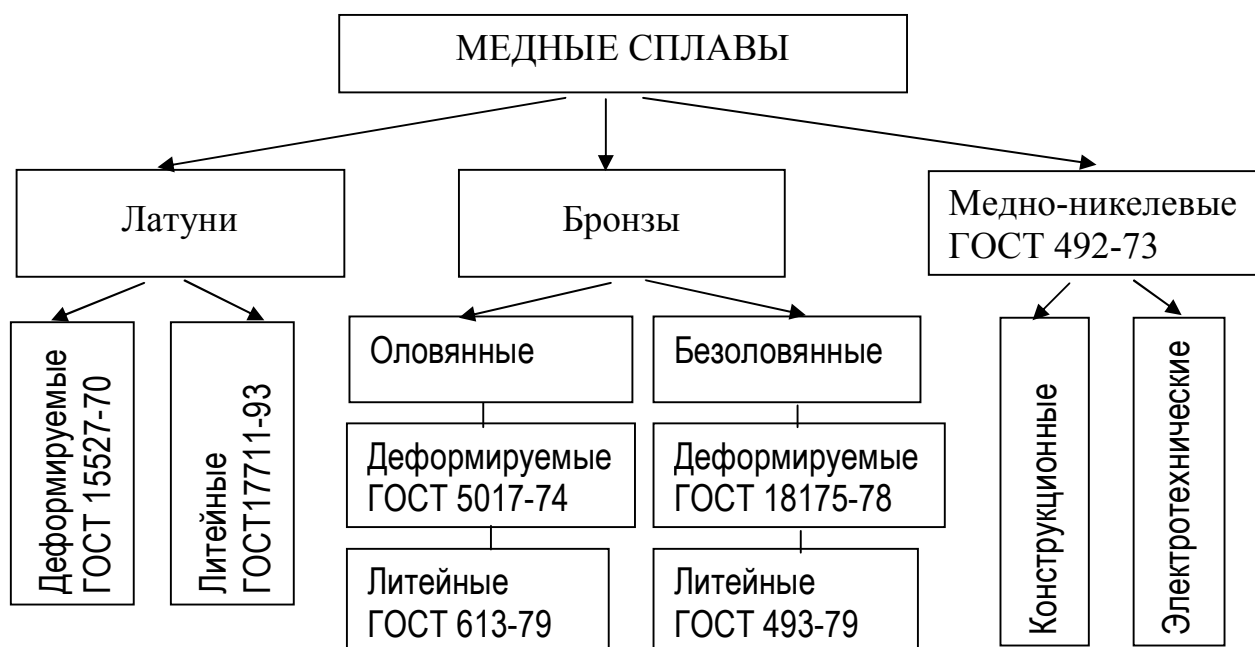 МЕДНЫЕ СПЛАВЫ
Латуни
Бронзы
Медно-никелевые
ГОСТ 492-73
Деформируемые
ГОСТ 15527-70
Литейные
ГОСТ17711-93
Оловянные
Безоловянные
Деформируемые
ГОСТ 5017-74
Деформируемые
ГОСТ 18175-78
Литейные
ГОСТ 613-79
Литейные
ГОСТ 493-79
Конструкционные
Электротехнические